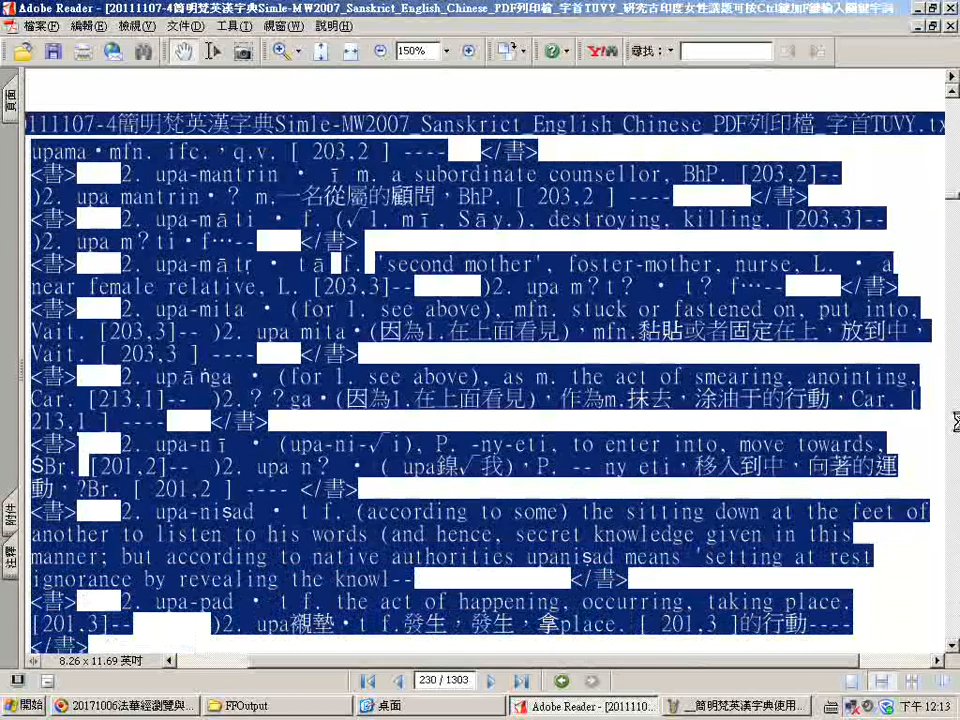 Adobe Reader - [20111107-4簡明梵英漢字典Simle-MW2007_Sanskrict_English_Chinese_PDF列印檔_字首TUVY_研究古印度女性議題可按Ctrl鍵加F鍵輸入關鍵字詞
檔案(F) 編輯(E) 檢視(V) 文件(D) 工具(T) 視窗(W) 說明(H)
150% Y! 尋找:
頁面
111107-4簡明梵英漢字典Simle-MW2007_Sanskrict_English_Chinese_PDF列印檔_字首TUVY.tx
upama‧mfn. ifc.，q.v. [ 203,2 ] ---- </書>
<書> 2. upa-mantrin ‧ ī m. a subordinate counsellor, BhP. [203,2]--
)2. upa mantrin‧? m.一名從屬的顧問，BhP. [ 203,2 ] ---- </書>
<書> 2. upa-māti ‧ f. (√1. mī, Sāy.), destroying, killing, [203,3]--
)2. upa m?ti‧f…-- </書>
<書> 2. upa-mātṛ ‧ tā f. 'second mother', foster-mother, nurse, L. ‧ a
near female relative, L. [203,3]-- )2. upa m?t? ‧ t? f…-- </書>
<書> 2. upa-mita ‧ (for 1. see above), mfn. stuck or fastened on, put into,
Vait. [203,3]-- )2. upa mita‧(因為1.在上面看見)，mfn.黏貼或者固定在上，放到中，
Vait. [ 203,3 ] ---- </書>
<書> 2. upāṅga ‧ (for 1. see above), as m. the act of smearing, anointing,
Car. [213,1]-- )2.??ga‧(因為1.在上面看見)，作為m.抹去，涂油于的行動，Car. [
213,1 ] ---- </書>
<書> 2. upa-nī ‧ (upa-ni-√i), P. -ny-eti, to enter into, move towards,
ŚBr. [201,2]-- )2. upa n? ‧ ( upa鎳√我)，P. -- ny eti，移入到中，向著的運
動，?Br. [ 201,2 ] ---- </書>
<書> 2. upa-niṣad ‧ t f. (according to some) the sitting down at the feet of
another to listen to his words (and hence, secret knowledge given in this
manner; but according to native authorities upaniṣad means 'setting at rest
ignorance by revealing the knowl-- </書>
<書> 2. upa-pad ‧ t f. the act of happening, occurring, taking place.
[201,3]-- )2. upa襯墊‧t f.發生，發生，拿place. [ 201,3 ]的行動----
</書>
附件
注釋
8.26 x 11.69 英吋
230 / 1303
開始 20171006法華經瀏覽與... FFOutput 桌面 Adobe Reader - [201110... __簡明梵英字典使用... 下午 12:13